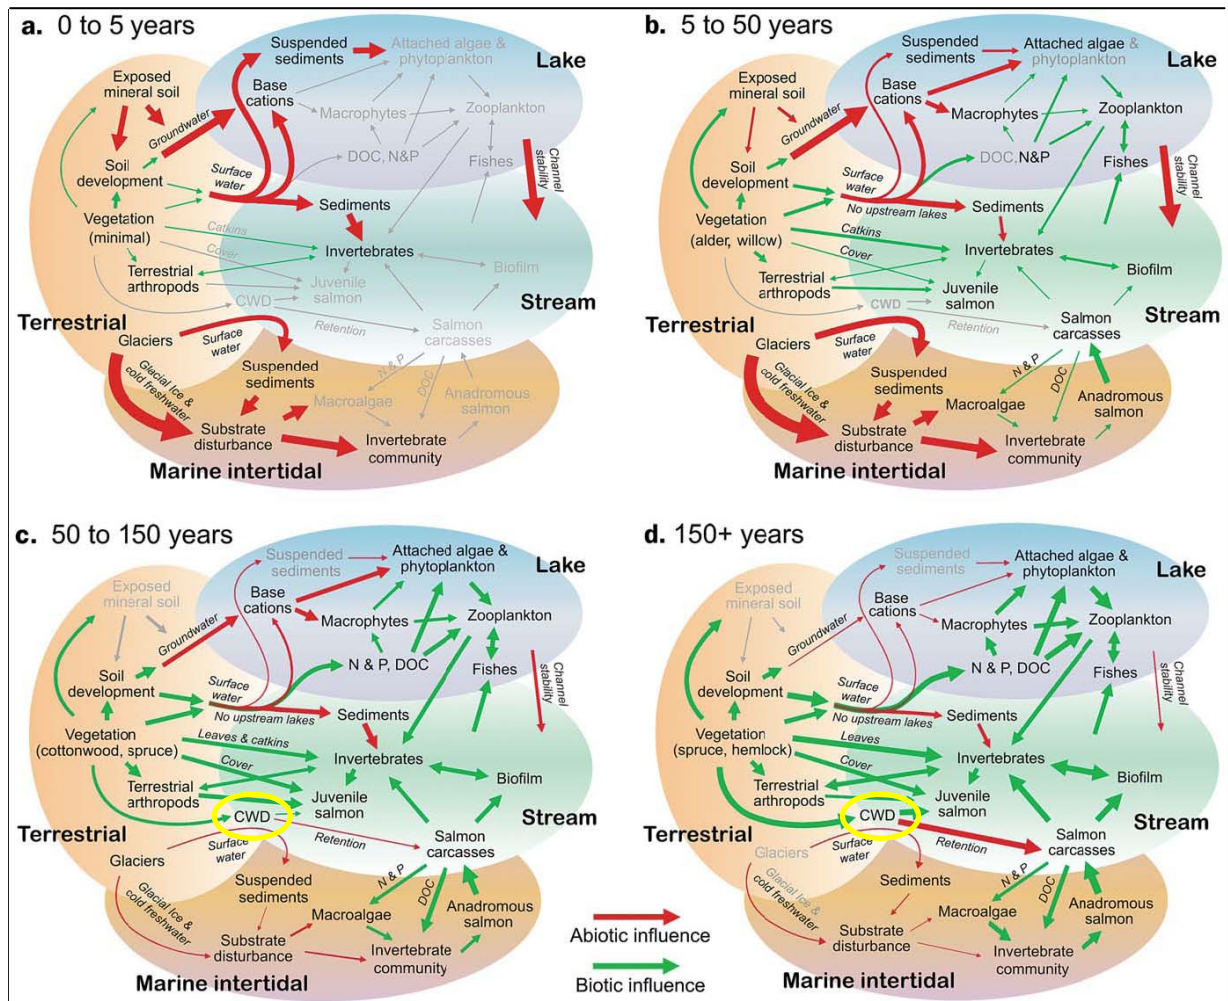 a. 0 to 5 years
Suspended
sediments
Attached algae &
phytoplankton
Lake
Exposed
mineral soil
Base
cations
Macrophytes
Zooplankton
Groundwater
DOC, N&P
Fishes
Channel
stability
Soil
development
Surface
water
Sediments
Vegetation
(minimal)
Catkins
Cover
Invertebrates
Terrestrial
arthropods
Juvenile
salmon
Biofilm
CWD
Stream
Retention
Salmon
carcasses
Terrestrial
Glaciers
Surface
water
Glacial Ice &
cold freshwater
Suspended
sediments
N & P
DOC
Macroalgae
Anadromous
salmon
Substrate
disturbance
Invertebrate
community
Marine intertidal
b. 5 to 50 years
Suspended
sediments
Attached algae &
phytoplankton
Lake
Exposed
mineral soil
Base
cations
Macrophytes
Zooplankton
Groundwater
DOC, N&P
Fishes
Channel
stability
Soil
development
Surface
water
No upstream lakes
Sediments
Vegetation
(alder, willow)
Catkins
Cover
Invertebrates
Terrestrial
arthropods
Juvenile
salmon
Biofilm
CWD
Stream
Retention
Salmon
carcasses
Terrestrial
Glaciers
Surface
water
Glacial Ice &
cold freshwater
Suspended
sediments
N & P
DOC
Macroalgae
Anadromous
salmon
Substrate
disturbance
Invertebrate
community
Marine intertidal
c. 50 to 150 years
Suspended
sediments
Attached algae &
phytoplankton
Lake
Exposed
mineral soil
Base
cations
Macrophytes
Zooplankton
Groundwater
N & P, DOC
Fishes
Channel
stability
Soil
development
Surface
water
No upstream lakes
Sediments
Vegetation
(cottonwood, spruce)
Leaves & catkins
Cover
Invertebrates
Terrestrial
arthropods
Juvenile
salmon
Biofilm
CWD
Stream
Retention
Salmon
carcasses
Terrestrial
Glaciers
Surface
water
Glacial Ice &
cold freshwater
Suspended
sediments
N & P
DOC
Macroalgae
Anadromous
salmon
Substrate
disturbance
Invertebrate
community
Marine intertidal
Abiotic influence
Biotic influence
d. 150+ years
Suspended
sediments
Attached algae &
phytoplankton
Lake
Exposed
mineral soil
Base
cations
Macrophytes
Zooplankton
Groundwater
N & P, DOC
Fishes
Channel
stability
Soil
development
Surface
water
No upstream lakes
Sediments
Vegetation
(spruce, hemlock)
Leaves
Cover
Invertebrates
Terrestrial
arthropods
Juvenile
salmon
Biofilm
CWD
Stream
Retention
Salmon
carcasses
Terrestrial
Glaciers
Surface
water
Glacial Ice &
cold freshwater
Sediments
N & P
DOC
Macroalgae
Anadromous
salmon
Substrate
disturbance
Invertebrate
community
Marine intertidal